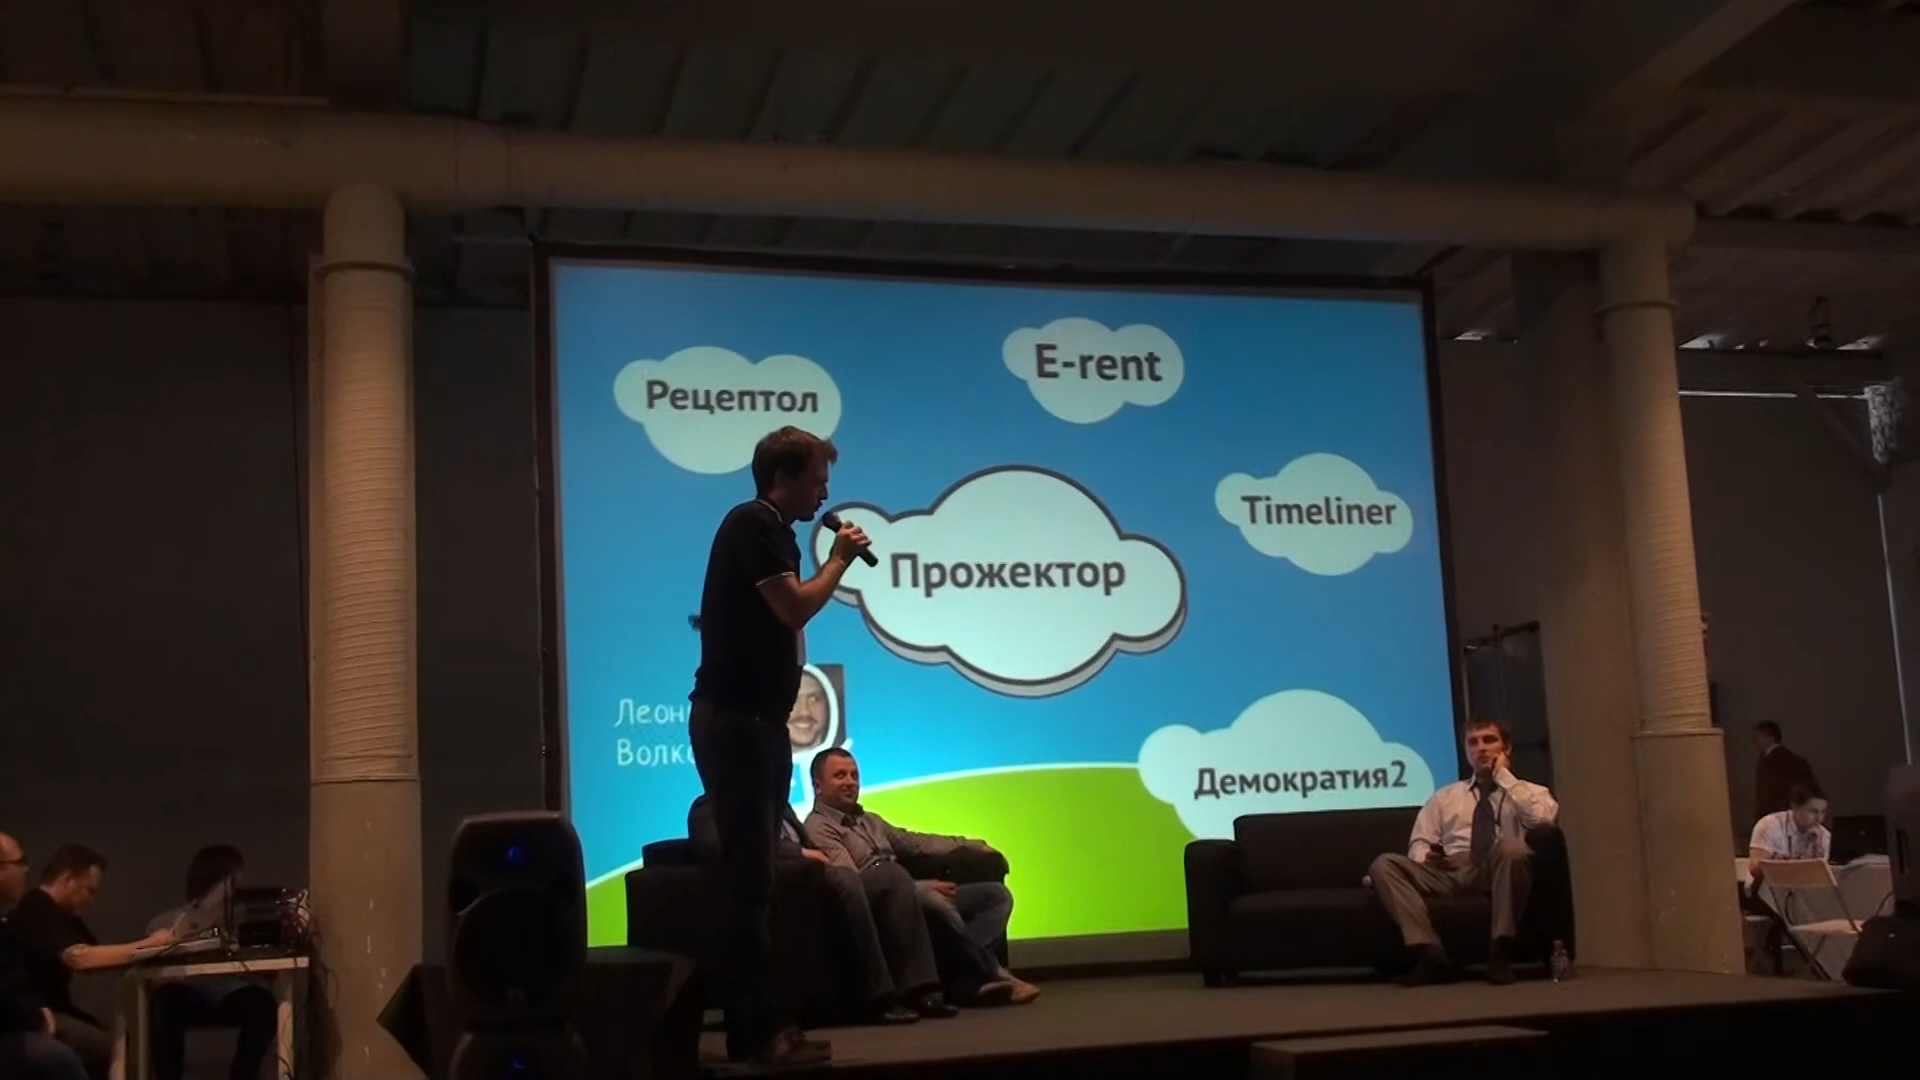 E-rent
Рецептол
Timeliner
Прожектор
Демократия2